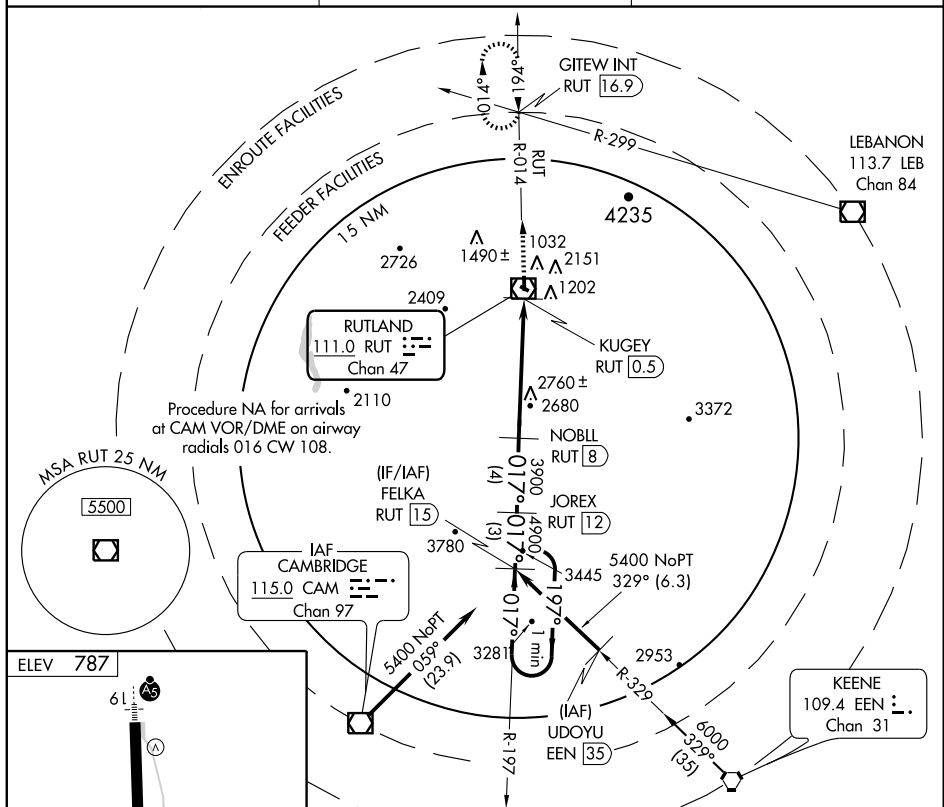 GITEW INT
RUT 16.9
014°
194°
R-299
ENROUTE FACILITIES
FEEDER FACILITIES
15 NM
RUT
R-014
LEBANON
113.7 LEB
Chan 84
4235
2726
1490±
1032
2151
1202
2409
RUTLAND
111.0 RUT
Chan 47
KUGEY
RUT 0.5
2110
2760±
2680
3372
Procedure NA for arrivals
at CAM VOR/DME on airway
radials 016 CW 108.
NOBLL
RUT 8
MSA RUT 25 NM
5500
(IF/IAF)
FELKA
RUT 15
3900
017°
(4)
JOREX
RUT 12
4900
017°
(3)
3780
3445
5400 NoPT
329° (6.3)
IAF
CAMBRIDGE
115.0 CAM
Chan 97
017°
197°
1 min
3281
5400 NoPT
059°
(23.9)
2953
R-329
(IAF)
UDOYU
EEN 35
R-197
6000
329°
(35)
KEENE
109.4 EEN
Chan 31
ELEV 787
19
A5